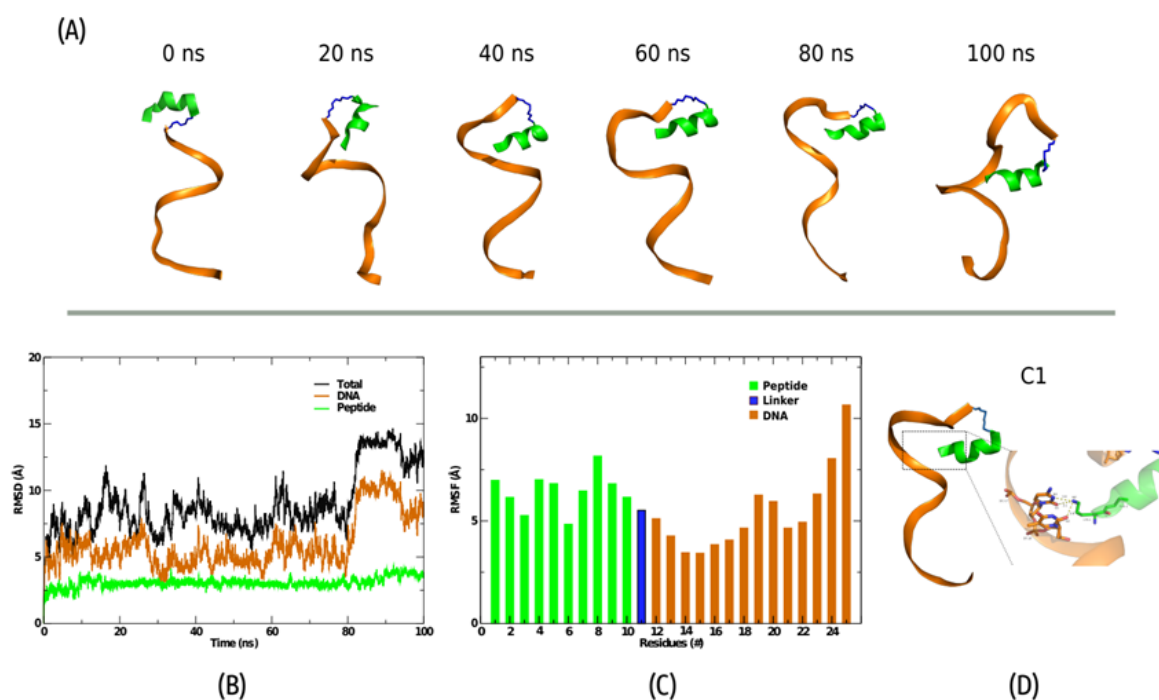 (A)
0 ns 20 ns 40 ns 60 ns 80 ns 100 ns
20
15
10
5
0
RMSD (Å)
Total
DNA
Peptide
0 20 40 60 80 100
Time (ns)
(B)
10
5
0
RMSF (Å)
Peptide
Linker
DNA
0 2 4 6 8 10 12 14 16 18 20 22 24
Residues (#)
(C)
C1
(D)